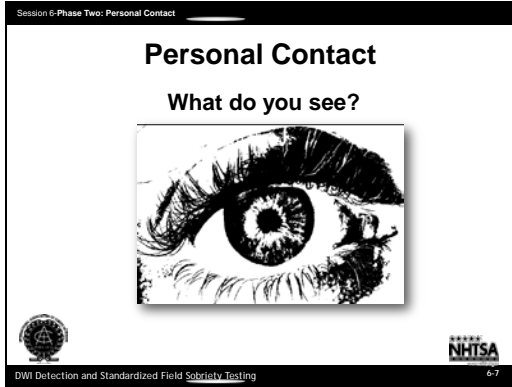 Session 6-Phase Two: Personal Contact
Personal Contact
What do you see?
NHTSA
DWI Detection and Standardized Field Sobriety Testing
6-7